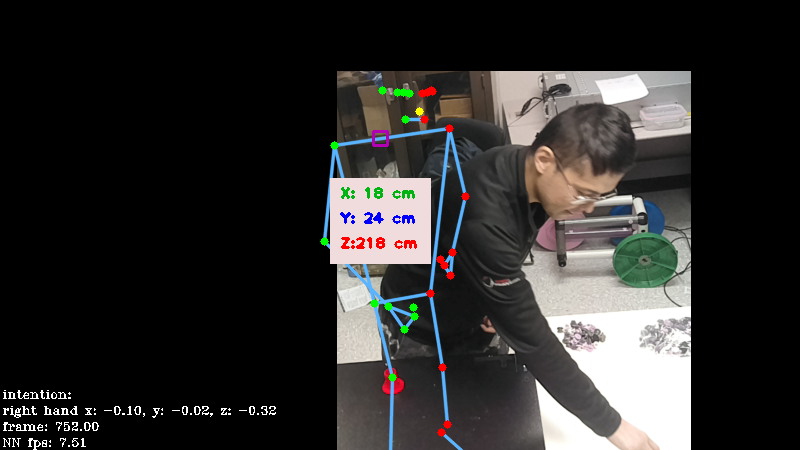 X: 18 cm
Y: 24 cm
Z:218 cm
intention:
right hand x: −0.10, y: −0.02, z: −0.32
frame: 752.00
NN fps: 7.51